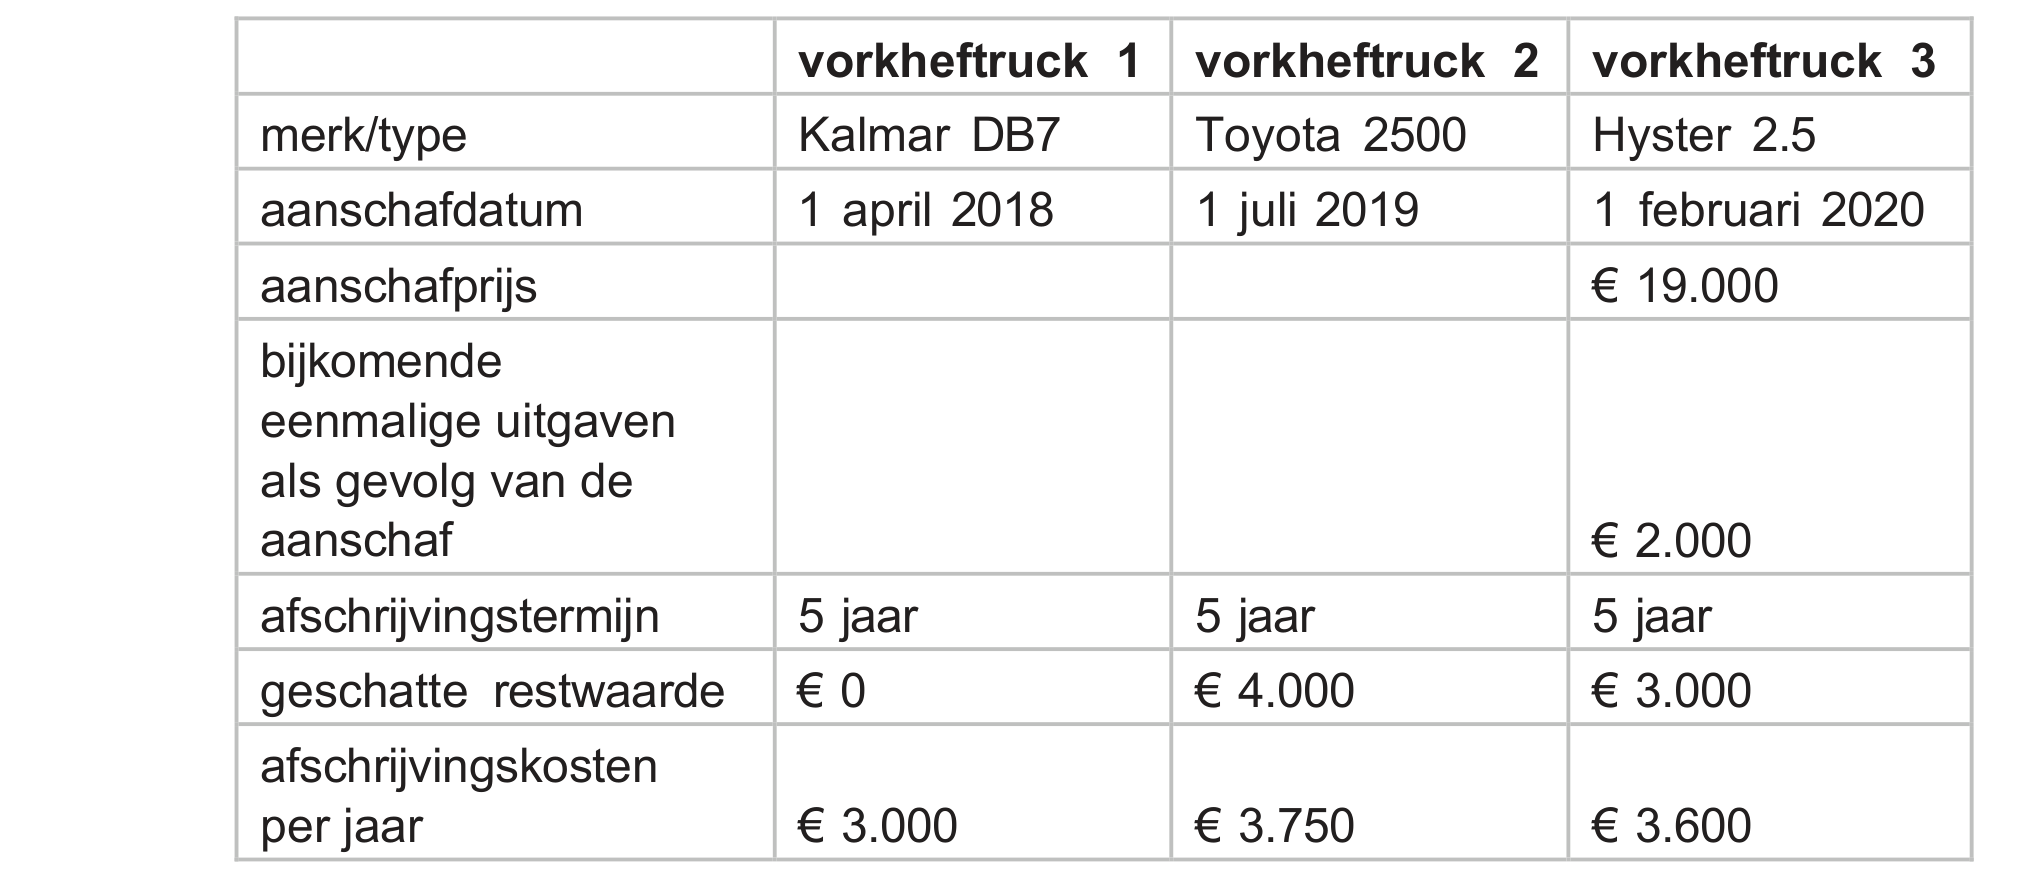 vorkheftruck 1 vorkheftruck 2 vorkheftruck 3
merk/type Kalmar DB7 Toyota 2500 Hyster 2.5
aanschafdatum 1 april 2018 1 juli 2019 1 februari 2020
aanschafprijs € 19.000
bijkomende
eenmalige uitgaven
als gevolg van de
aanschaf € 2.000
afschrijvingstermijn 5 jaar 5 jaar 5 jaar
geschatte restwaarde € 0 € 4.000 € 3.000
afschrijvingskosten
per jaar € 3.000 € 3.750 € 3.600